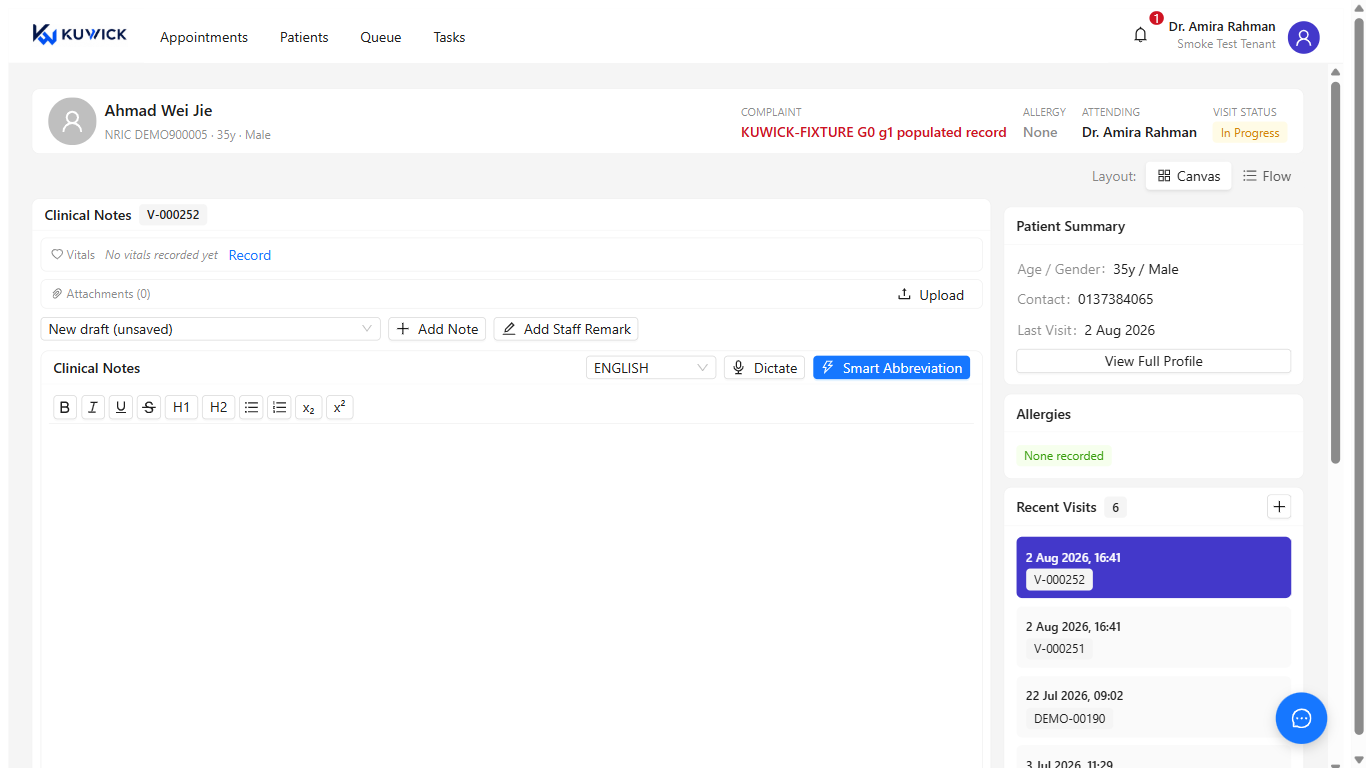 KUWICK
Appointments
Patients
Queue
Tasks
1
Dr. Amira Rahman
Smoke Test Tenant
Ahmad Wei Jie
NRIC DEMO900005 · 35y · Male
COMPLAINT
KUWICK-FIXTURE G0 g1 populated record
ALLERGY
None
ATTENDING
Dr. Amira Rahman
VISIT STATUS
In Progress
Layout:
Canvas
Flow
Clinical Notes
V-000252
Vitals
No vitals recorded yet
Record
Attachments (0)
Upload
New draft (unsaved)
Add Note
Add Staff Remark
Clinical Notes
ENGLISH
Dictate
Smart Abbreviation
B
I
U
S
H1
H2
x₂
x²
Patient Summary
Age / Gender: 35y / Male
Contact: 0137384065
Last Visit: 2 Aug 2026
View Full Profile
Allergies
None recorded
Recent Visits
6
2 Aug 2026, 16:41
V-000252
2 Aug 2026, 16:41
V-000251
22 Jul 2026, 09:02
DEMO-00190
3 Jul 2026, 11:29